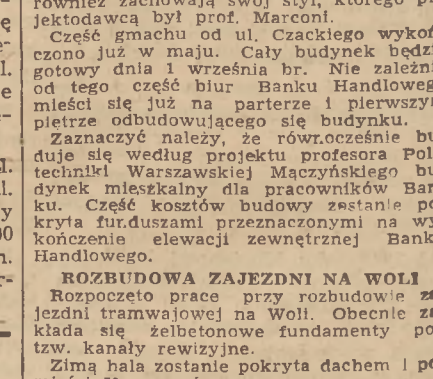 również zachowają swój styl, którego
jektodawcą był prof. Marconi.
Część gmachu od ul. Czackiego wykoń
czono już w maju. Cały budynek będzi
gotowy dnia 1 września br. Nie zależni
od tego część biur Banku Handloweg
mieści się już na parterze i pierwszy
piętrze odbudowującego się budynku.
Zaznaczyć należy, że równocześnie bu
duje się według projektu profesora Pol
techniki Warszawskiej Mączyńskiego bu
dynek mieszkalny dla pracowników Ban
ku. Część kosztów budowy zostanie po
kryta funduszami przeznaczonymi na wy
kończenie elewacji zewnętrznej Bank
Handlowego.
ROZBUDOWA ZAJEZDNI NA WOLI
Rozpoczęto prace przy rozbudowie za
jezdni tramwajowej na Woli. Obecnie za
kłada się żelbetonowe fundamenty po
tzw. kanały rewizyjne.
Zimą hala zostanie pokryta dachem i po